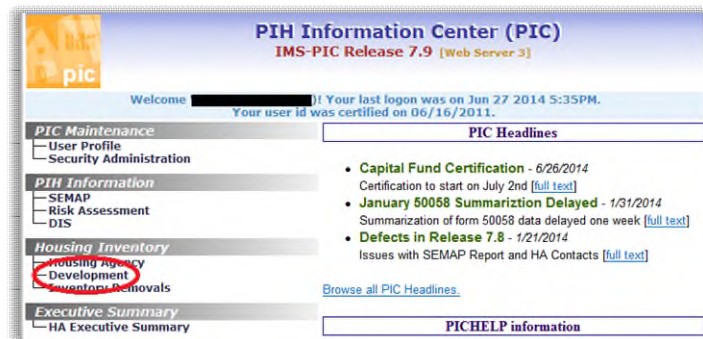 PIH Information Center (PIC)
IMS-PIC Release 7.9 [Web Server 3]
pic
Welcome )! Your last logon was on Jun 27 2014 5:35PM.
Your user id was certified on 06/16/2011.
PIC Maintenance
User Profile
Security Administration
PIH Information
SEMAP
Risk Assessment
DIS
Housing Inventory
Housing Agency
Development
Inventory Removals
Executive Summary
HA Executive Summary
PIC Headlines
• Capital Fund Certification - 6/26/2014
Certification to start on July 2nd [full text]
• January 50058 Summariztion Delayed - 1/31/2014
Summarization of form 50058 data delayed one week [full text]
• Defects in Release 7.8 - 1/21/2014
Issues with SEMAP Report and HA Contacts [full text]
Browse all PIC Headlines.
PICHELP information